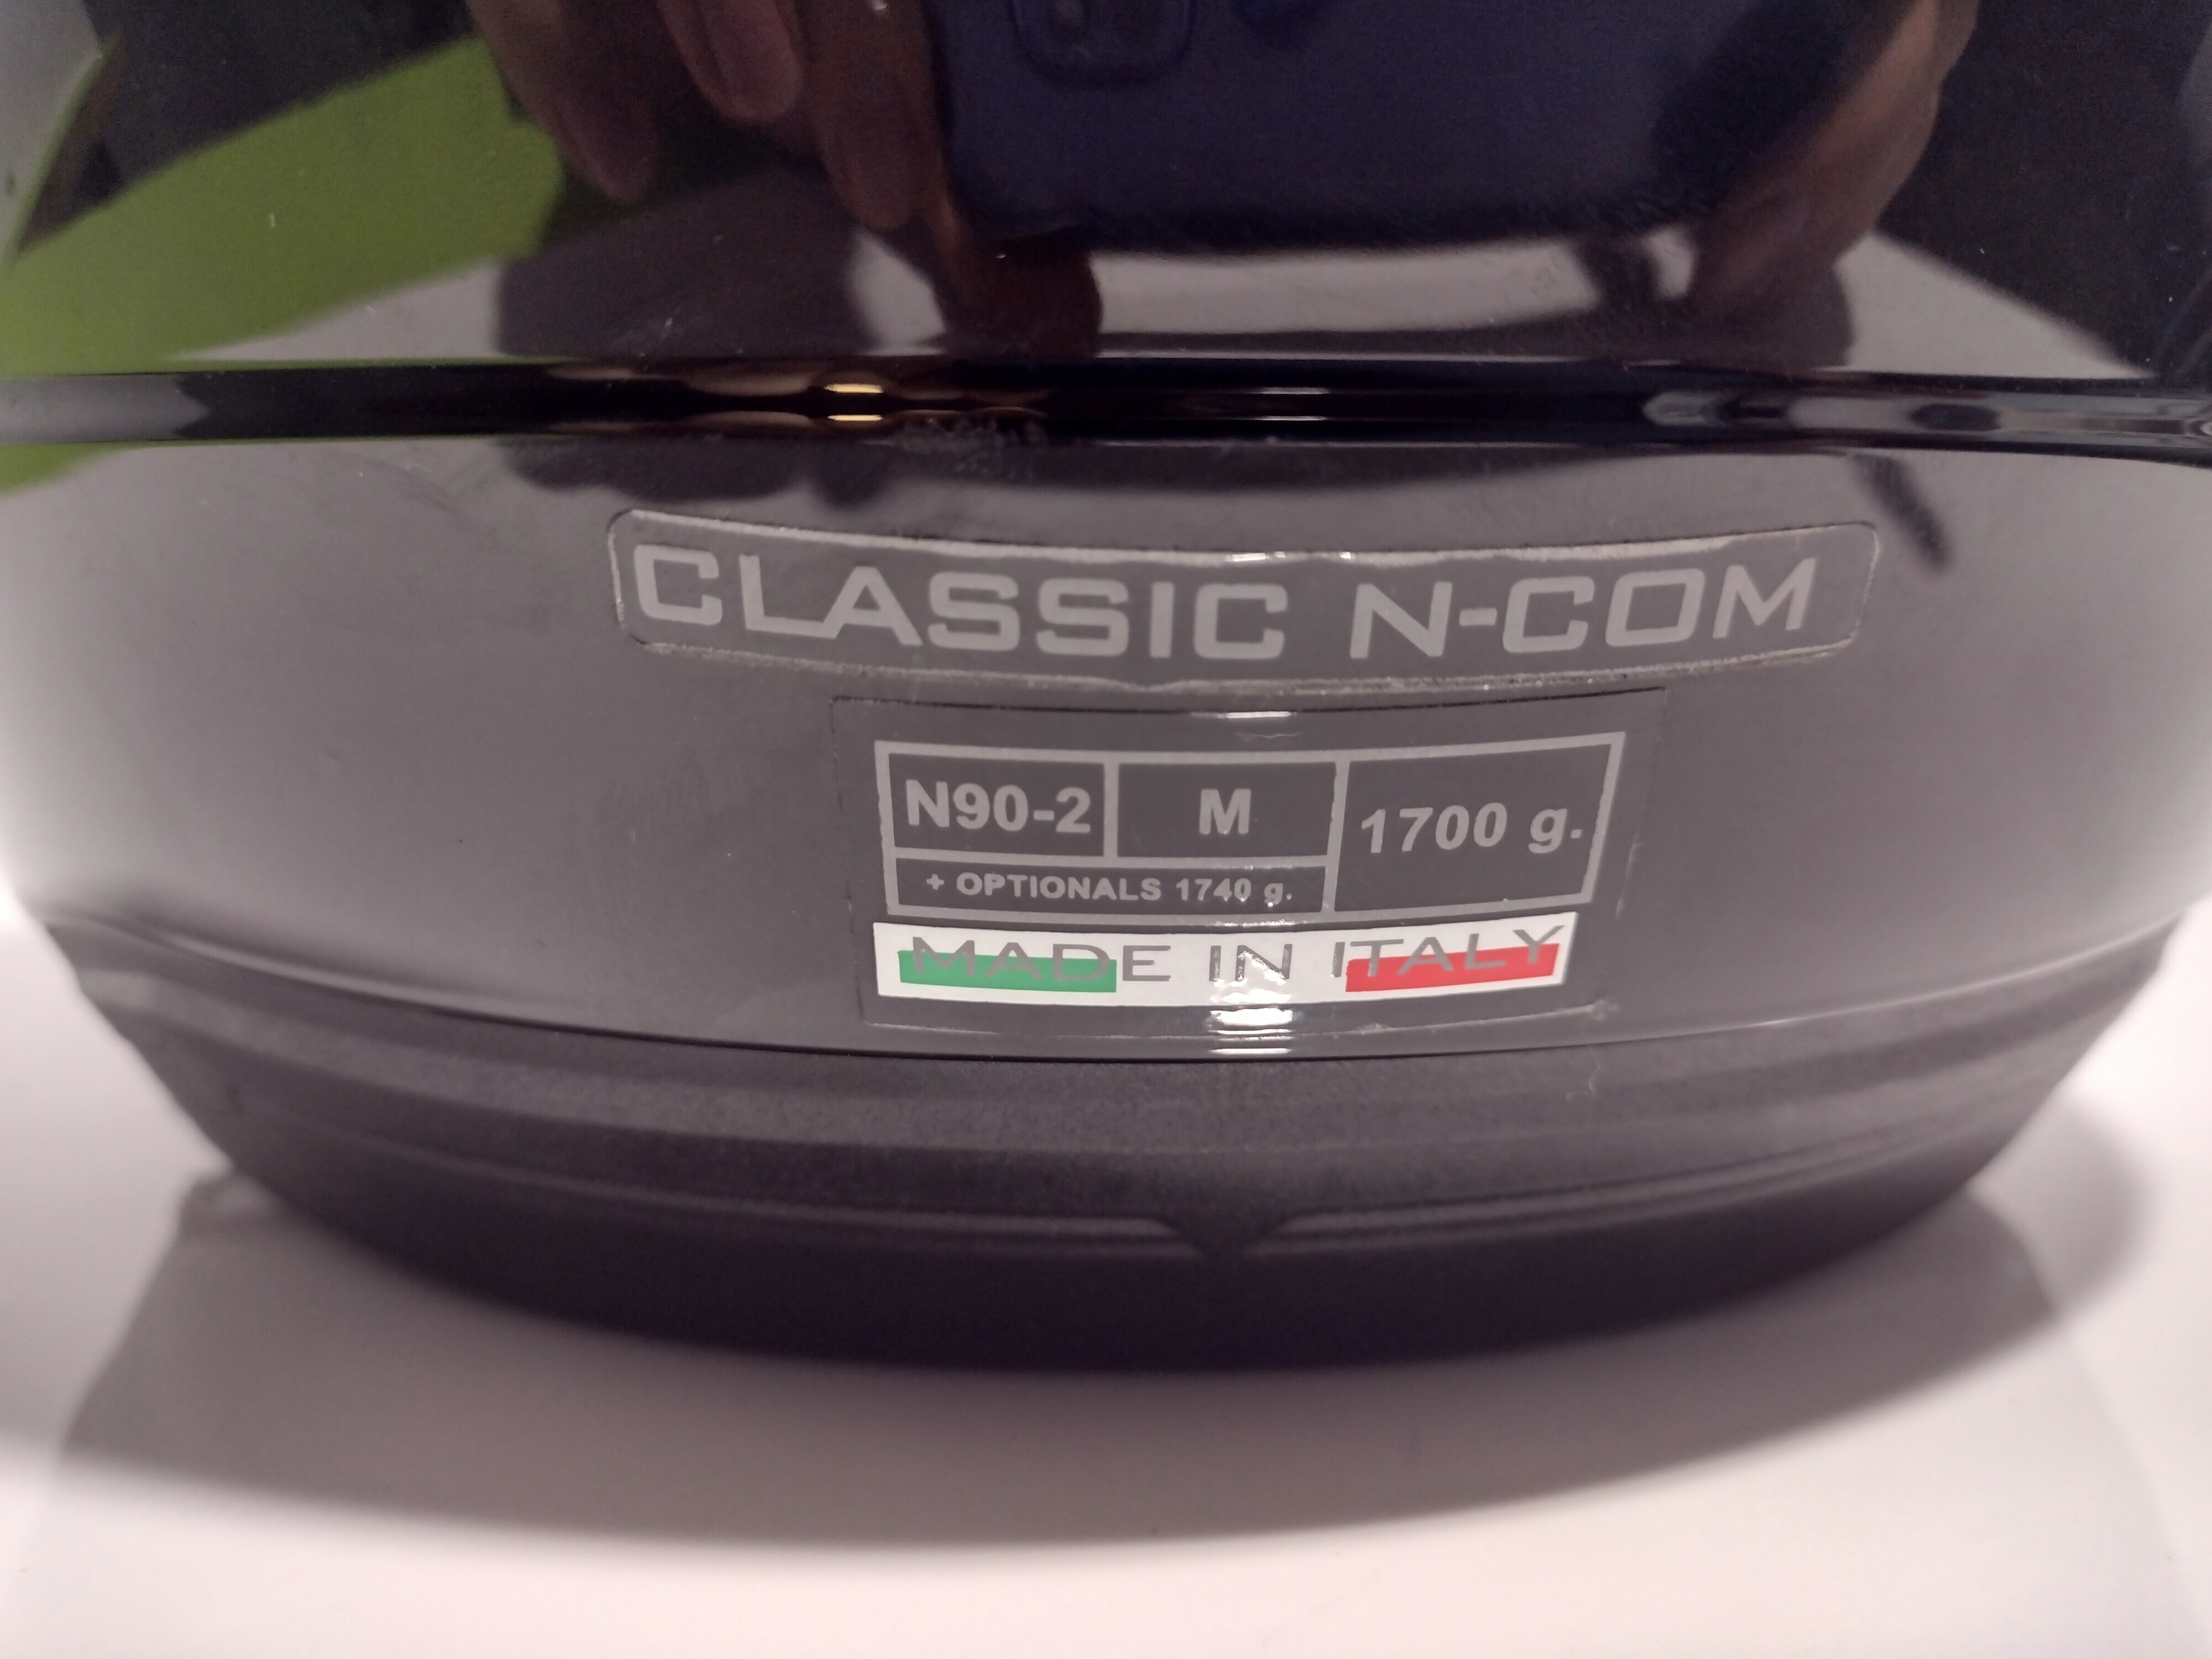 CLASSIC N-COM
N90-2 M 1700 g.
+ OPTIONALS 1740 g.
MADE IN ITALY